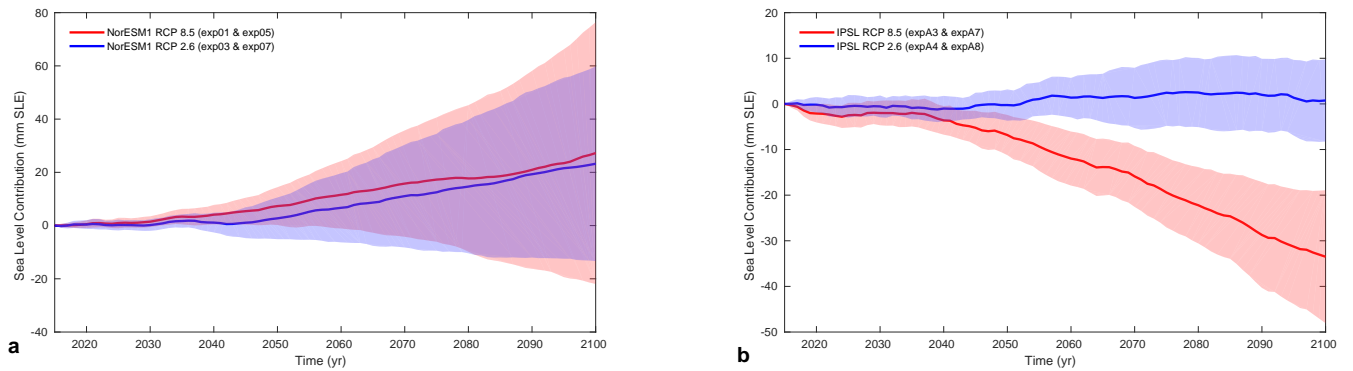 80
60
40
20
0
-20
-40
Sea Level Contribution (mm SLE)
NorESM1 RCP 8.5 (exp01 & exp05)
NorESM1 RCP 2.6 (exp03 & exp07)
2020 2030 2040 2050 2060 2070 2080 2090 2100
Time (yr)
a
20
10
0
-10
-20
-30
-40
-50
Sea Level Contribution (mm SLE)
IPSL RCP 8.5 (expA3 & expA7)
IPSL RCP 2.6 (expA4 & expA8)
2020 2030 2040 2050 2060 2070 2080 2090 2100
Time (yr)
b